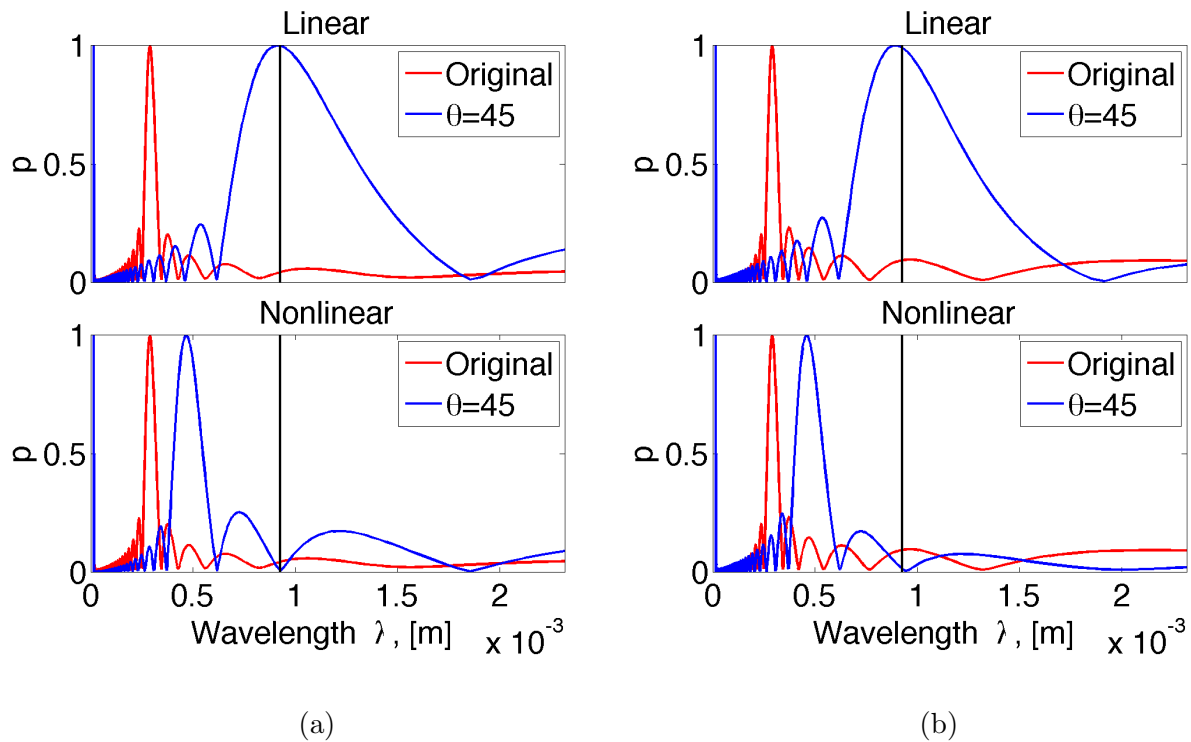 Linear
1
0.5
0
p
Original
θ=45
Nonlinear
1
0.5
0
p
Original
θ=45
0 0.5 1 1.5 2
Wavelength λ, [m] x 10-3
(a)
Linear
1
0.5
0
p
Original
θ=45
Nonlinear
1
0.5
0
p
Original
θ=45
0 0.5 1 1.5 2
Wavelength λ, [m] x 10-3
(b)